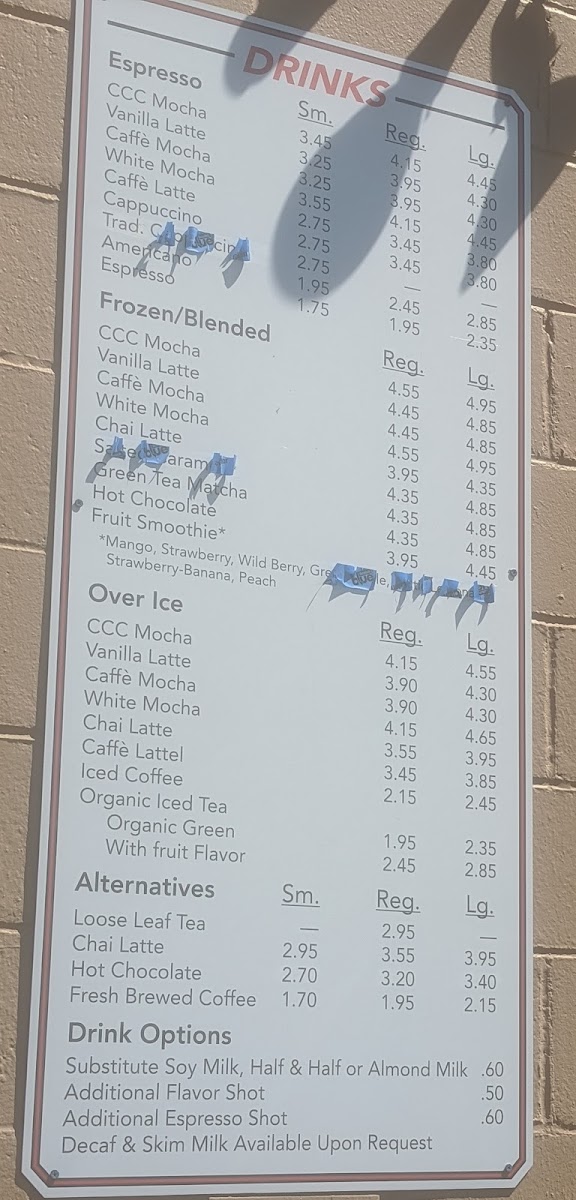 DRINKS
Espresso Sm. Reg. Lg.
CCC Mocha 3.45 4.15 4.45
Vanilla Latte 3.25 3.95 4.30
Caffè Mocha 3.25 3.95 4.30
White Mocha 3.55 4.15 4.45
Caffè Latte 2.75 3.45 3.80
Cappuccino 2.75 3.45 3.80
Trad. Cappuccino 2.75 — —
Americano 1.95 2.45 2.85
Espresso 1.75 1.95 2.35
Frozen/Blended Reg. Lg.
CCC Mocha 4.55 4.95
Vanilla Latte 4.45 4.85
Caffè Mocha 4.45 4.85
White Mocha 4.55 4.95
Chai Latte 3.95 4.35
4.35 4.85
Green Tea Matcha 4.35 4.85
Hot Chocolate 4.35 4.85
Fruit Smoothie* 3.95 4.45
*Mango, Strawberry, Wild Berry,
Strawberry-Banana, Peach
Over Ice Reg. Lg.
CCC Mocha 4.15 4.55
Vanilla Latte 3.90 4.30
Caffè Mocha 3.90 4.30
White Mocha 4.15 4.65
Chai Latte 3.55 3.95
Caffè Lattel 3.45 3.85
Iced Coffee 2.15 2.45
Organic Iced Tea
Organic Green 1.95 2.35
With fruit Flavor 2.45 2.85
Alternatives Sm. Reg. Lg.
Loose Leaf Tea — 2.95 —
Chai Latte 2.95 3.55 3.95
Hot Chocolate 2.70 3.20 3.40
Fresh Brewed Coffee 1.70 1.95 2.15
Drink Options
Substitute Soy Milk, Half & Half or Almond Milk .60
Additional Flavor Shot .50
Additional Espresso Shot .60
Decaf & Skim Milk Available Upon Request